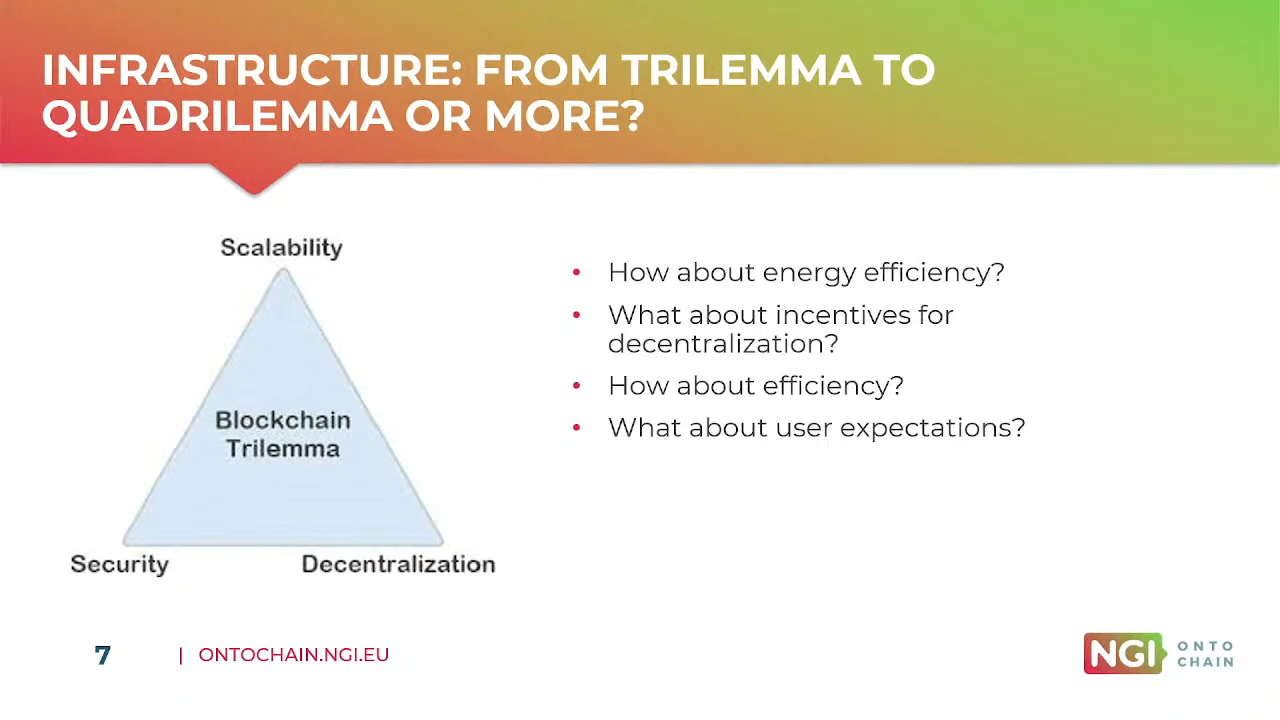 INFRASTRUCTURE: FROM TRILEMMA TO
QUADRILEMMA OR MORE?
Scalability
Blockchain
Trilemma
Security
Decentralization
• How about energy efficiency?
• What about incentives for
decentralization?
• How about efficiency?
• What about user expectations?
7
| ONTOCHAIN.NGI.EU
NGI
ONTO
CHAIN